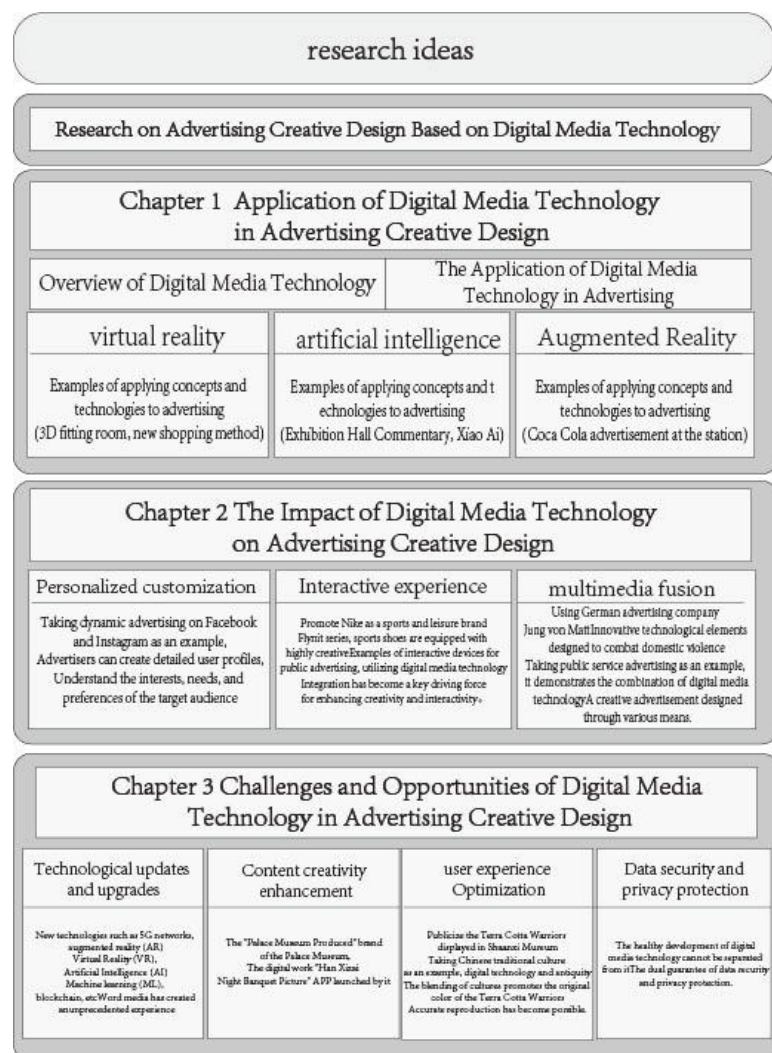 research ideas
Research on Advertising Creative Design Based on Digital Media Technology
Chapter 1 Application of Digital Media Technology
in Advertising Creative Design
Overview of Digital Media Technology
The Application of Digital Media
Technology in Advertising
virtual reality
Examples of applying concepts and
technologies to advertising
(3D fitting room, new shopping method)
artificial intelligence
Examples of applying concepts and t
echnologies to advertising
(Exhibition Hall Commentary, Xiao Ai)
Augmented Reality
Examples of applying concepts and
technologies to advertising
(Coca Cola advertisement at the station)
Chapter 2 The Impact of Digital Media Technology
on Advertising Creative Design
Personalized customization
Taking dynamic advertising on Facebook
and Instagram as an example,
Advertisers can create detailed user profiles,
Understand the interests, needs, and
preferences of the target audience
Interactive experience
Promote Nike as a sports and leisure brand
Flynit series, sports shoes are equipped with
highly creativeExamples of interactive devices for
public advertising, utilizing digital media technology
Integration has become a key driving force
for enhancing creativity and interactivity。
multimedia fusion
Using German advertising company
Jung von MattInnovative technological elements
designed to combat domestic violence
Taking public service advertising as an example,
it demonstrates the combination of digital media
technologyA creative advertisement designed
through various means.
Chapter 3 Challenges and Opportunities of Digital Media
Technology in Advertising Creative Design
Technological updates
and upgrades
New technologies such as 5G networks,
augmented reality (AR)
Virtual Reality (VR),
Artificial Intelligence (AI)
Machine learning (ML),
blockchain, etcWord media has created
anunprecedented experience
Content creativity
enhancement
The "Palace Museum Produced" brand
of the Palace Museum,
The digital work "Han Xizai
Night Banquet Picture" APP launched by it
user experience
Optimization
Publicize the Terra Cotta Warriors
displayed in Shaanxi Museum
Taking Chinese traditional culture
as an example, digital technology and antiquity
The blending of cultures promotes the original
color of the Terra Cotta Warriors
Accurate reproduction has become possible.
Data security and
privacy protection
The healthy development of digital
media technology cannot be separated
from itThe dual guarantee of data security
and privacy protection.